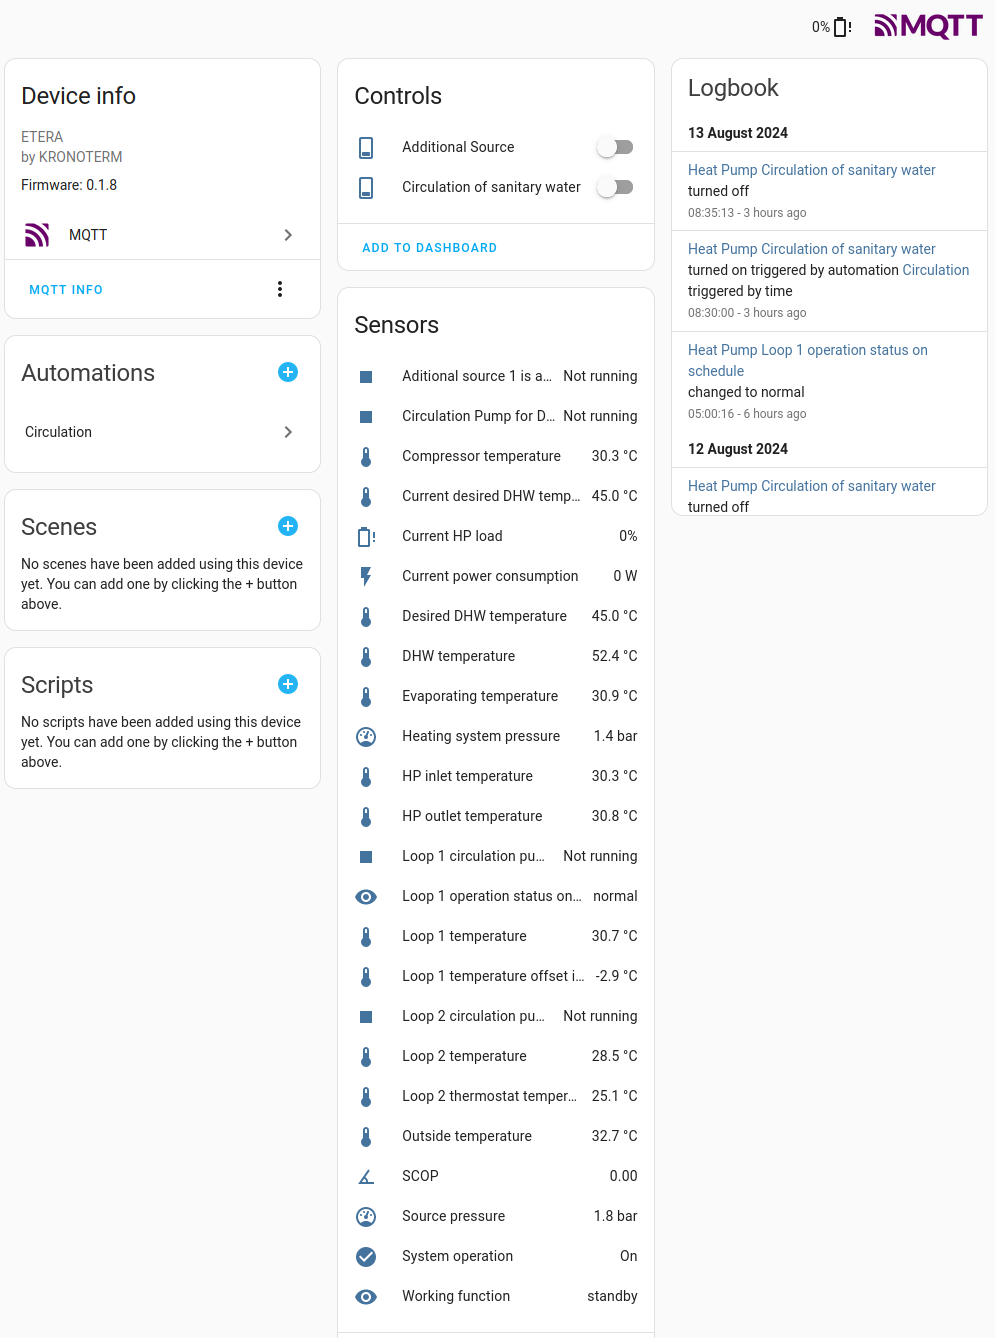 0%
MQTT
Device info
ETERA
by KRONOTERM
Firmware: 0.1.8
MQTT
MQTT INFO
Automations
Circulation
Scenes
No scenes have been added using this device
yet. You can add one by clicking the + button
above.
Scripts
No scripts have been added using this device
yet. You can add one by clicking the + button
above.
Controls
Additional Source
Circulation of sanitary water
ADD TO DASHBOARD
Sensors
Aditional source 1 is a… Not running
Circulation Pump for D… Not running
Compressor temperature 30.3 °C
Current desired DHW temp… 45.0 °C
Current HP load 0%
Current power consumption 0 W
Desired DHW temperature 45.0 °C
DHW temperature 52.4 °C
Evaporating temperature 30.9 °C
Heating system pressure 1.4 bar
HP inlet temperature 30.3 °C
HP outlet temperature 30.8 °C
Loop 1 circulation pu… Not running
Loop 1 operation status on… normal
Loop 1 temperature 30.7 °C
Loop 1 temperature offset i… -2.9 °C
Loop 2 circulation pu… Not running
Loop 2 temperature 28.5 °C
Loop 2 thermostat temper… 25.1 °C
Outside temperature 32.7 °C
SCOP 0.00
Source pressure 1.8 bar
System operation On
Working function standby
Logbook
13 August 2024
Heat Pump Circulation of sanitary water
turned off
08:35:13 - 3 hours ago
Heat Pump Circulation of sanitary water
turned on triggered by automation Circulation
triggered by time
08:30:00 - 3 hours ago
Heat Pump Loop 1 operation status on
schedule
changed to normal
05:00:16 - 6 hours ago
12 August 2024
Heat Pump Circulation of sanitary water
turned off